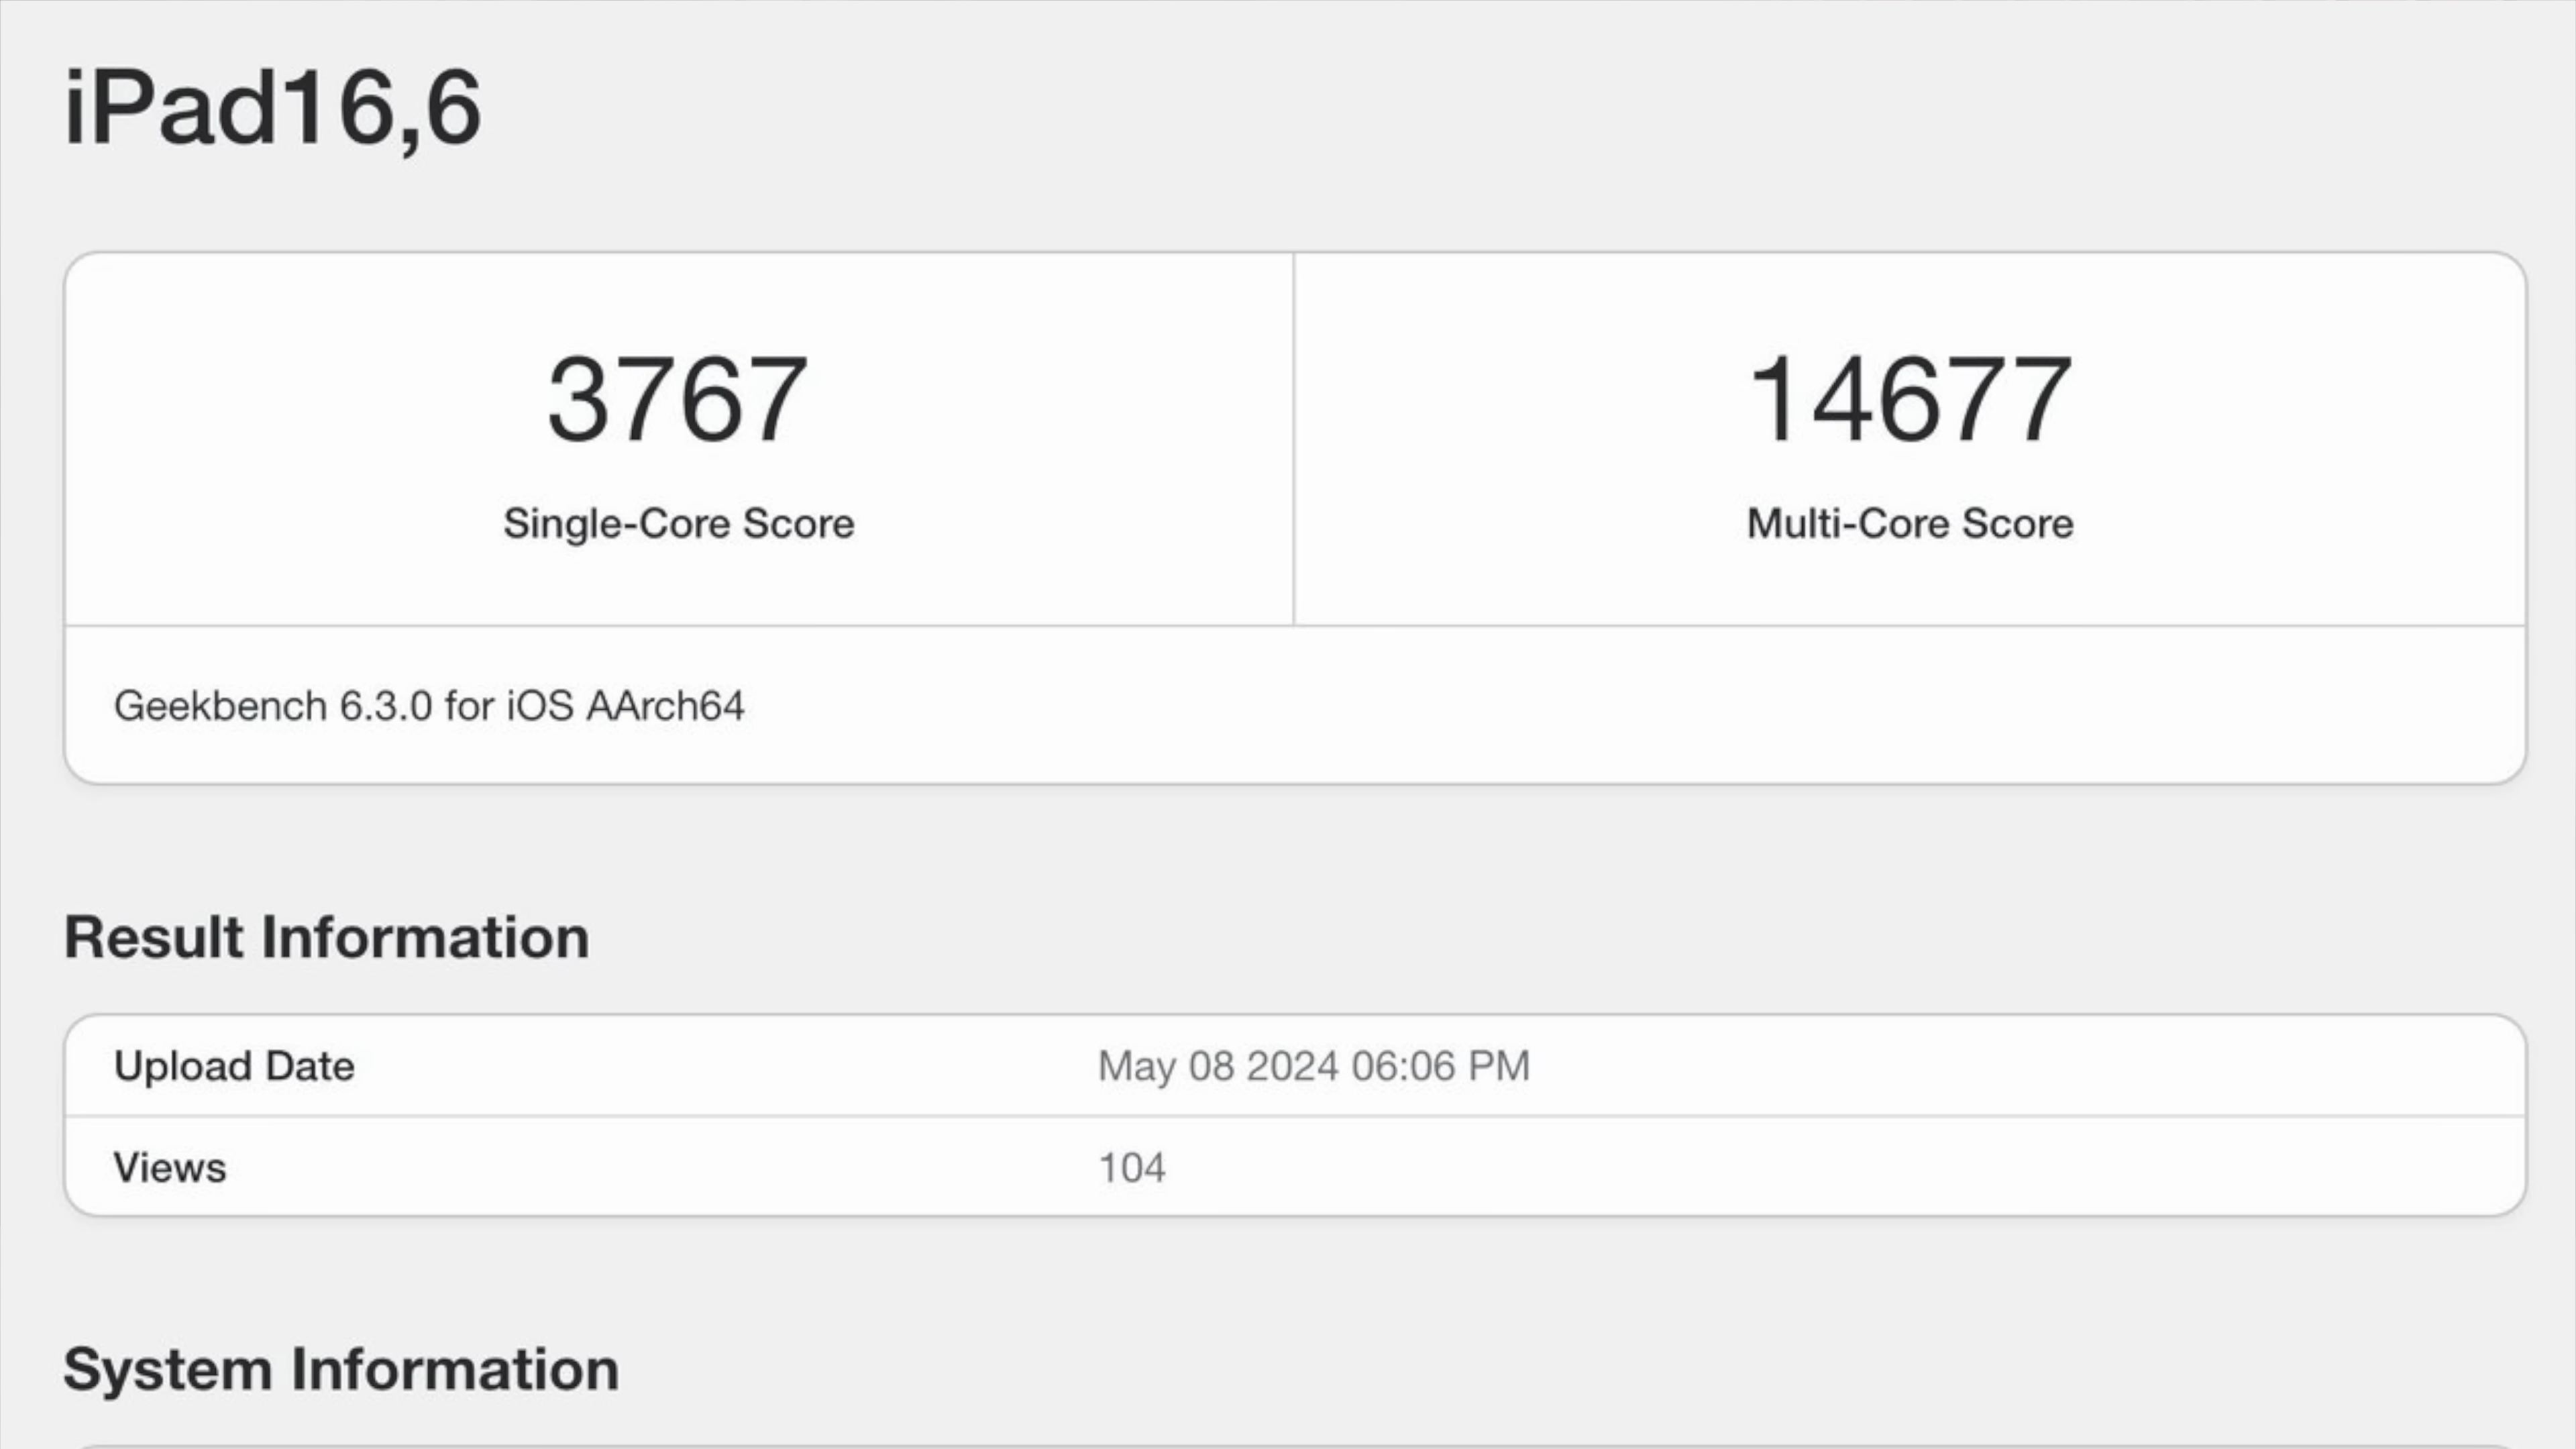 iPad16,6
3767
Single-Core Score
14677
Multi-Core Score
Geekbench 6.3.0 for iOS AArch64
Result Information
Upload Date May 08 2024 06:06 PM
Views 104
System Information